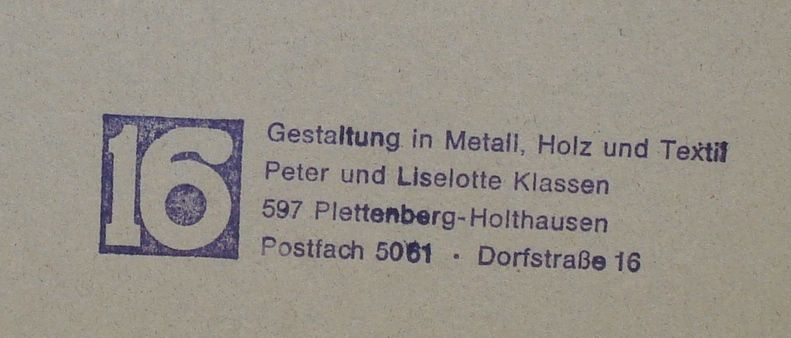 16
Gestaltung in Metall, Holz und Textil
Peter und Liselotte Klassen
597 Plettenberg-Holthausen
Postfach 5061 · Dorfstraße 16